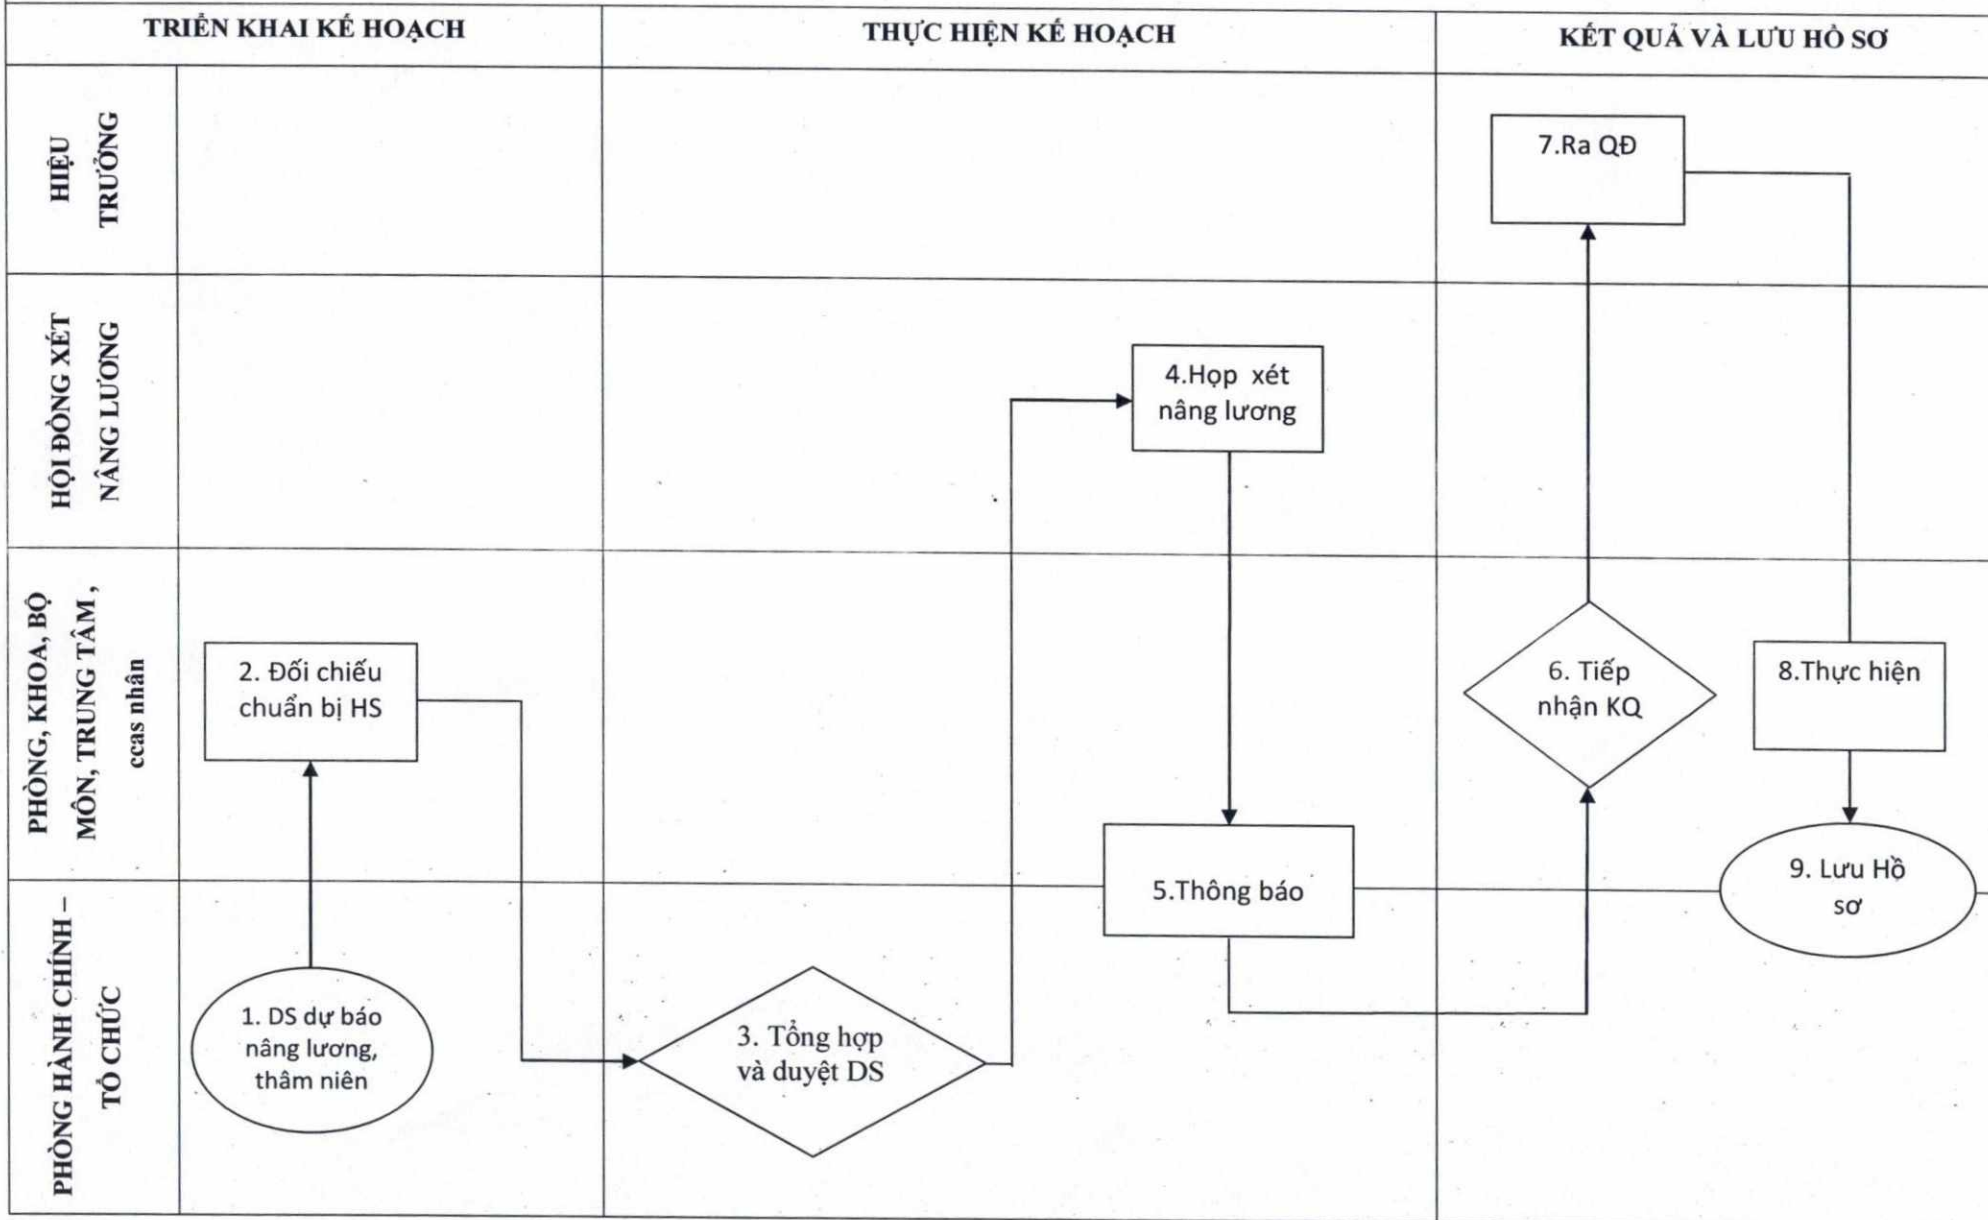 TRIỂN KHAI KẾ HOẠCH
THỰC HIỆN KẾ HOẠCH
KẾT QUẢ VÀ LƯU HỒ SƠ
HIỆU
TRƯỞNG
7.Ra QĐ
HỘI ĐỒNG XÉT
NÂNG LƯƠNG
4.Họp xét
nâng lương
PHÒNG, KHOA, BỘ
MÔN, TRUNG TÂM ,
ccas nhân
2. Đối chiếu
chuẩn bị HS
6. Tiếp
nhận KQ
8.Thực hiện
5.Thông báo
9. Lưu Hồ
sơ
PHÒNG HÀNH CHÍNH –
TỔ CHỨC
1. DS dự báo
nâng lương,
thâm niên
3. Tổng hợp
và duyệt DS